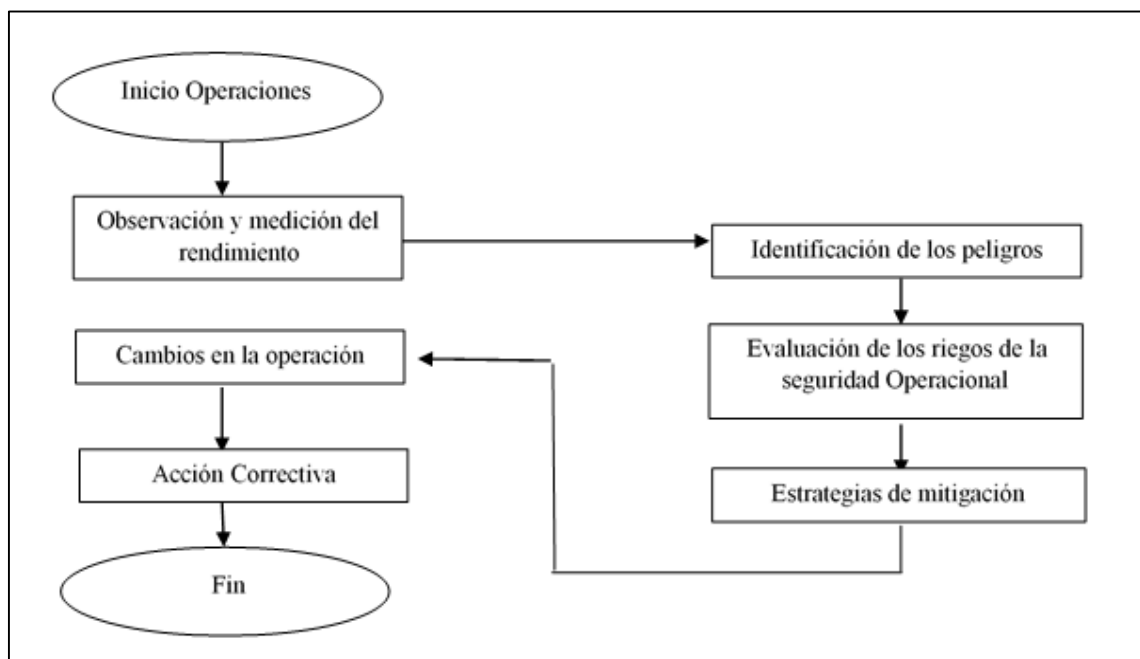 Inicio Operaciones
Observación y medición del
rendimiento
Identificación de los peligros
Evaluación de los riegos de la
seguridad Operacional
Estrategias de mitigación
Cambios en la operación
Acción Correctiva
Fin